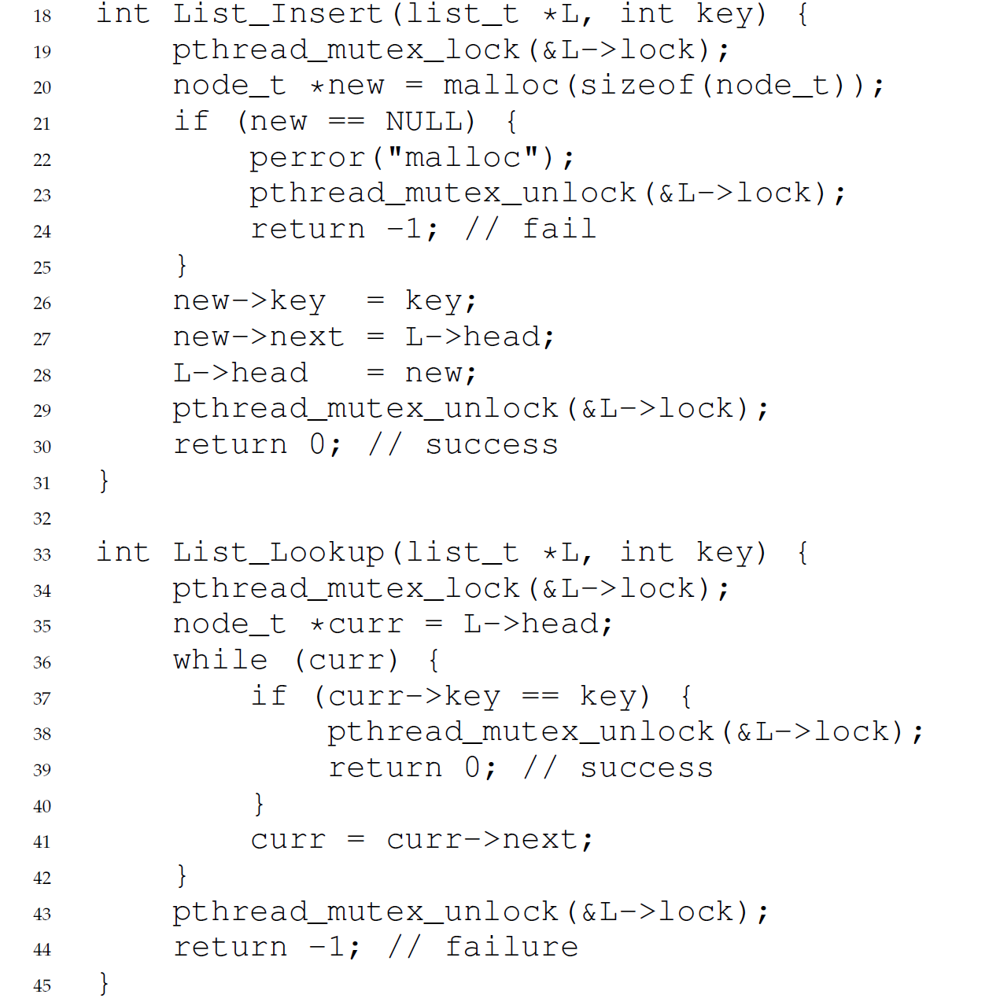 18 int List_Insert(list_t *L, int key) {
19 pthread_mutex_lock(&L->lock);
20 node_t *new = malloc(sizeof(node_t));
21 if (new == NULL) {
22 perror("malloc");
23 pthread_mutex_unlock(&L->lock);
24 return -1; // fail
25 }
26 new->key = key;
27 new->next = L->head;
28 L->head = new;
29 pthread_mutex_unlock(&L->lock);
30 return 0; // success
31 }
32
33 int List_Lookup(list_t *L, int key) {
34 pthread_mutex_lock(&L->lock);
35 node_t *curr = L->head;
36 while (curr) {
37 if (curr->key == key) {
38 pthread_mutex_unlock(&L->lock);
39 return 0; // success
40 }
41 curr = curr->next;
42 }
43 pthread_mutex_unlock(&L->lock);
44 return -1; // failure
45 }